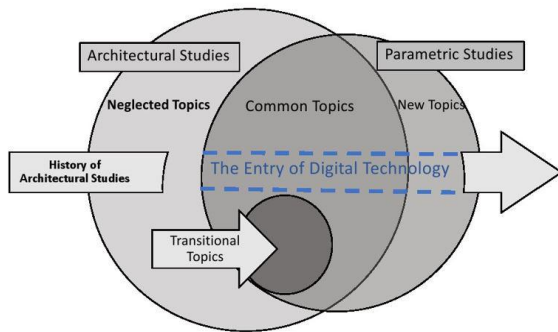 Architectural Studies
Parametric Studies
Neglected Topics
Common Topics
New Topics
History of
Architectural Studies
The Entry of Digital Technology
Transitional
Topics